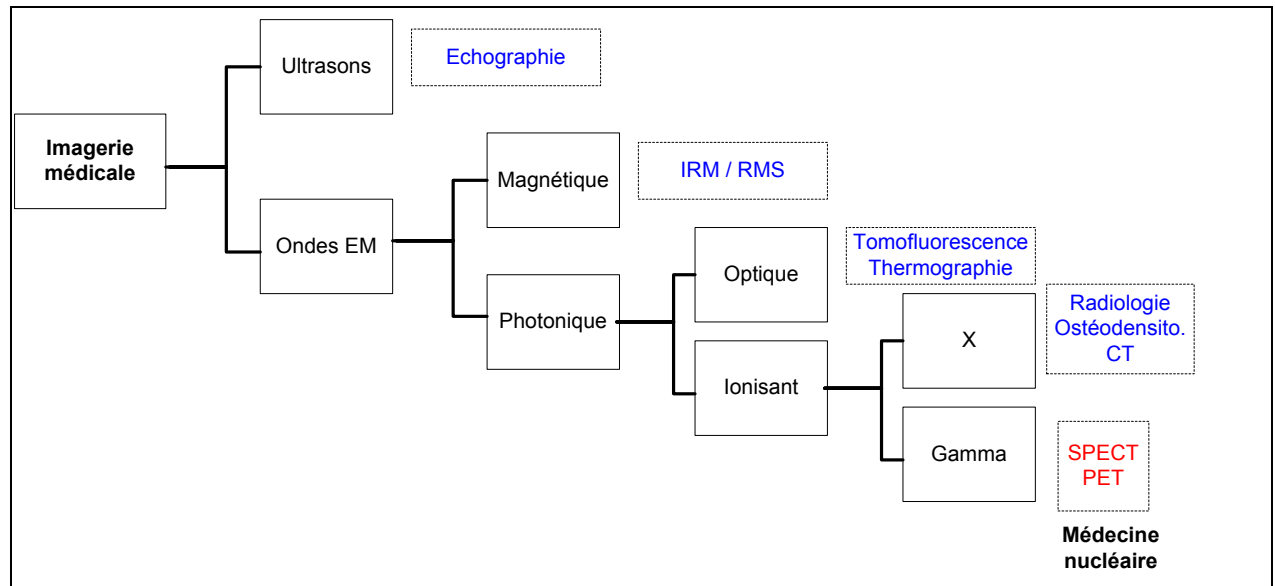 Ultrasons
Echographie
Imagerie
médicale
Magnétique
IRM / RMS
Ondes EM
Optique
Tomofluorescence
Thermographie
Photonique
X
Radiologie
Ostéodensito.
CT
Ionisant
Gamma
SPECT
PET
Médecine
nucléaire